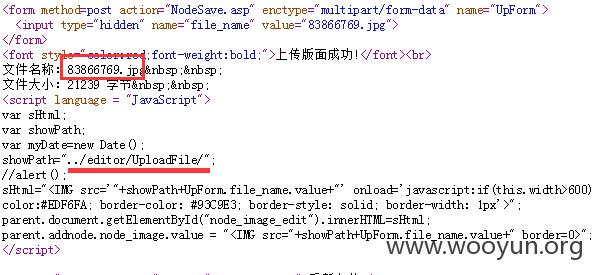 <form method=post action="NodeSave.asp" enctype="multipart/form-data" name="UpForm">
<input type="hidden" name="file_name" value="83866769.jpg">
</form>
<font style="color:red;font-weight:bold;">上传版面成功!</font><br>
文件名称：83866769.jpg&nbsp;&nbsp;
文件大小：21239 字节&nbsp;&nbsp;
<script language = "JavaScript">
var sHtml;
var showPath;
var myDate=new Date();
showPath="../editor/UploadFile/";
//alert();
sHtml="<IMG src='"+showPath+UpForm.file_name.value+"' onload='javascript:if(this.width>600)
color:#EDF6FA; border-color: #93C9E3; border-style: solid; border-width: 1px'>";
parent.document.getElementById("node_image_edit").innerHTML=sHtml;
parent.addnode.node_image.value = "<IMG src="+showPath+UpForm.file_name.value+" border=0>";
</script>
www.wooyun.org